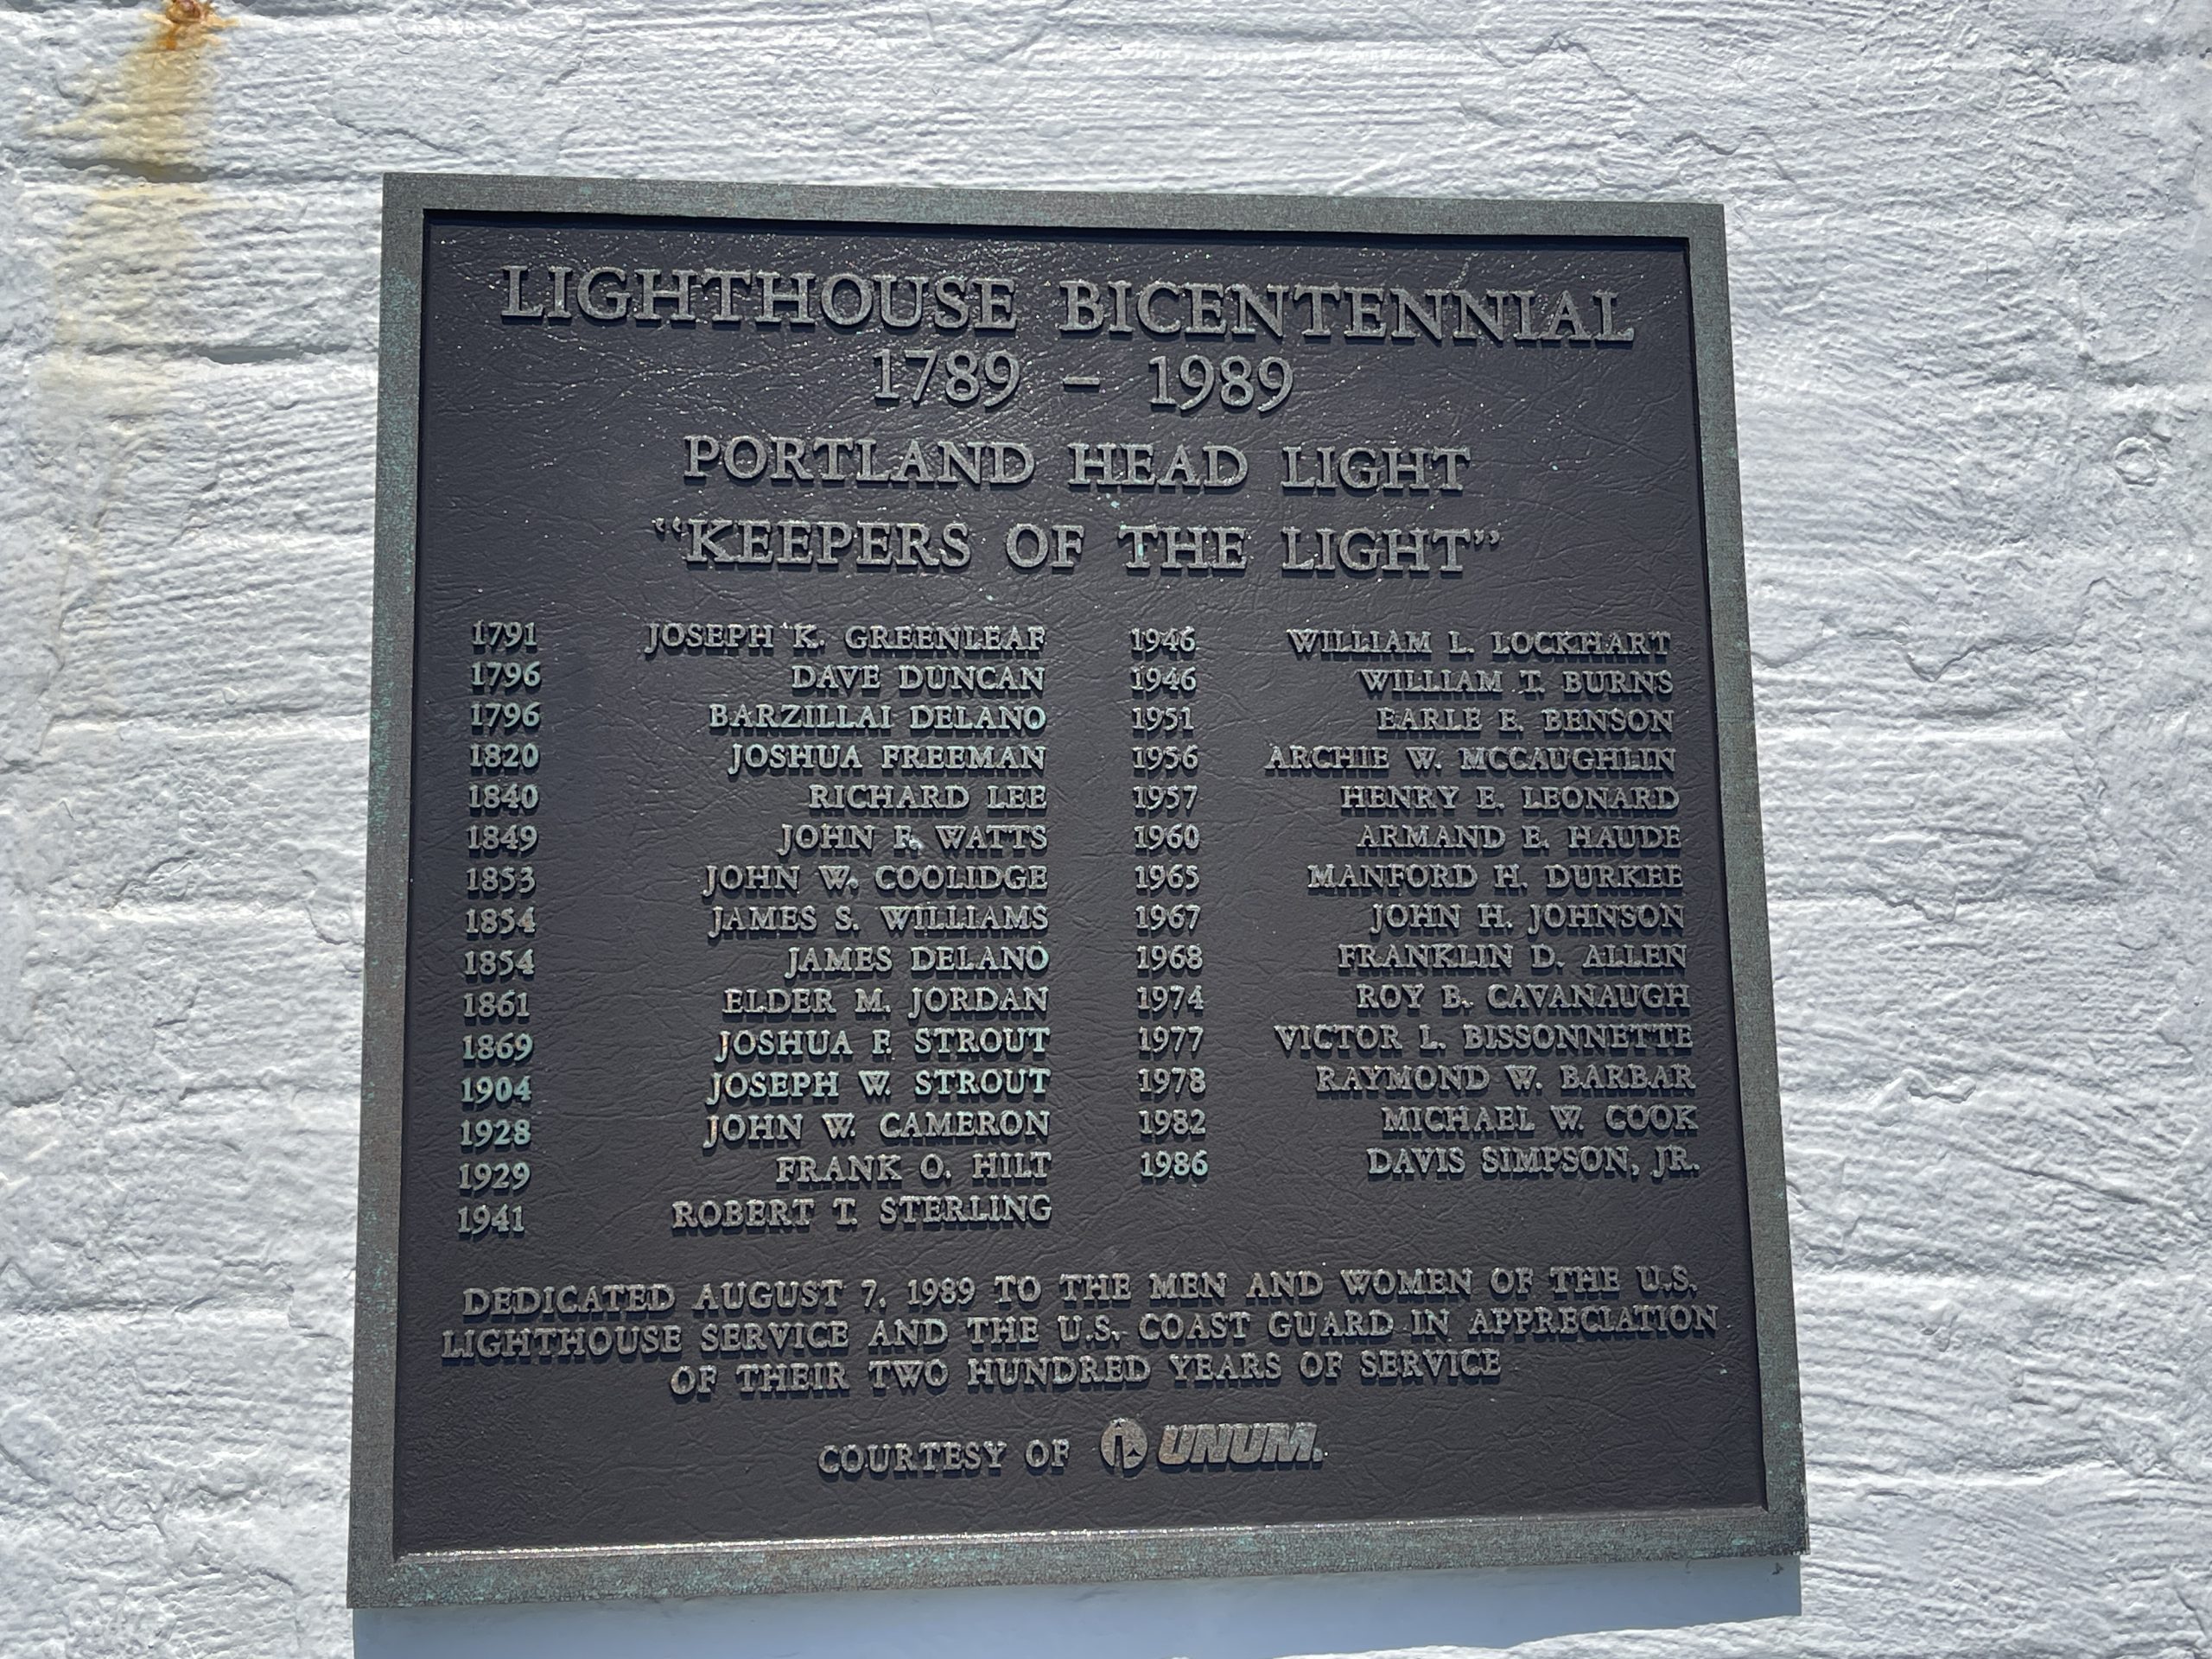 LIGHTHOUSE BICENTENNIAL
1789 – 1989
PORTLAND HEAD LIGHT
“KEEPERS OF THE LIGHT”
1791 JOSEPH K. GREENLEAF 1946 WILLIAM L. LOCKHART
1796 DAVE DUNCAN 1946 WILLIAM T. BURNS
1796 BARZILLAI DELANO 1951 EARLE E. BENSON
1820 JOSHUA FREEMAN 1956 ARCHIE W. MCCAUGHLIN
1840 RICHARD LEE 1957 HENRY E. LEONARD
1849 JOHN F. WATTS 1960 ARMAND E. HAUDE
1853 JOHN W. COOLIDGE 1965 MANFORD H. DURKEE
1854 JAMES S. WILLIAMS 1967 JOHN H. JOHNSON
1854 JAMES DELANO 1968 FRANKLIN D. ALLEN
1861 ELDER M. JORDAN 1974 ROY B. CAVANAUGH
1869 JOSHUA F. STROUT 1977 VICTOR L. BISSONNETTE
1904 JOSEPH W. STROUT 1978 RAYMOND W. BARBAR
1928 JOHN W. CAMERON 1982 MICHAEL W. COOK
1929 FRANK O. HILT 1986 DAVIS SIMPSON, JR.
1941 ROBERT T. STERLING
DEDICATED AUGUST 7, 1989 TO THE MEN AND WOMEN OF THE U.S.
LIGHTHOUSE SERVICE AND THE U.S. COAST GUARD IN APPRECIATION
OF THEIR TWO HUNDRED YEARS OF SERVICE
COURTESY OF UNUM.